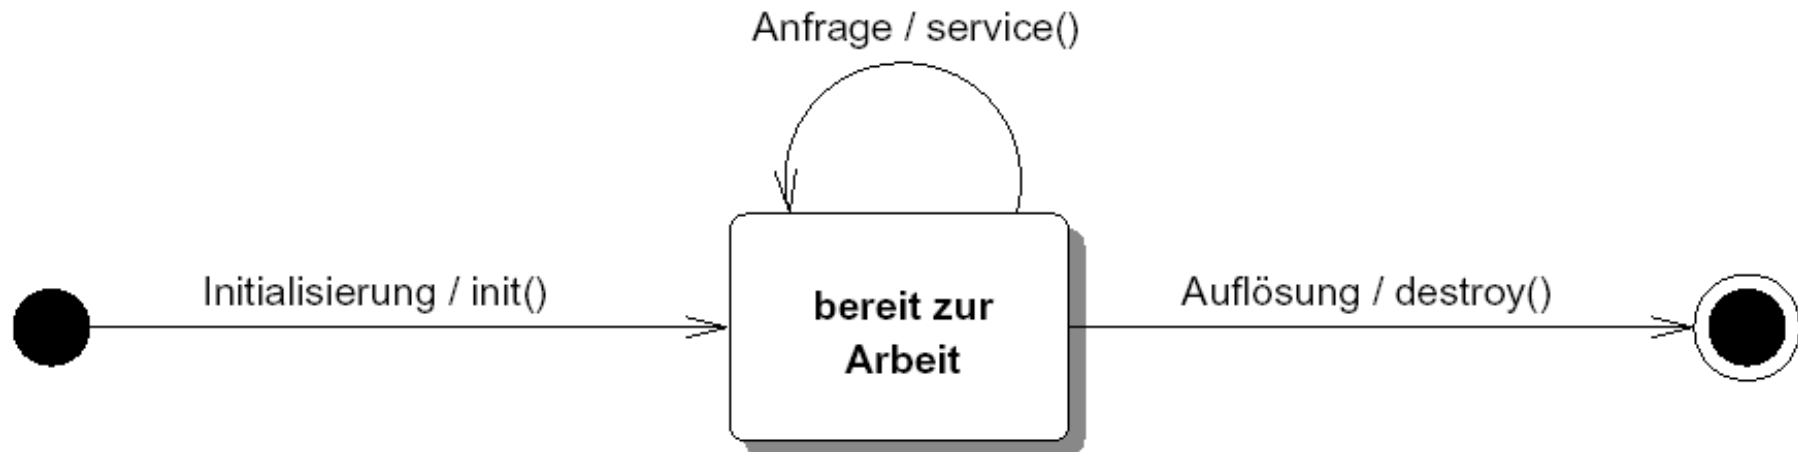 Anfrage / service()
Initialisierung / init()
bereit zur
Arbeit
Auflösung / destroy()